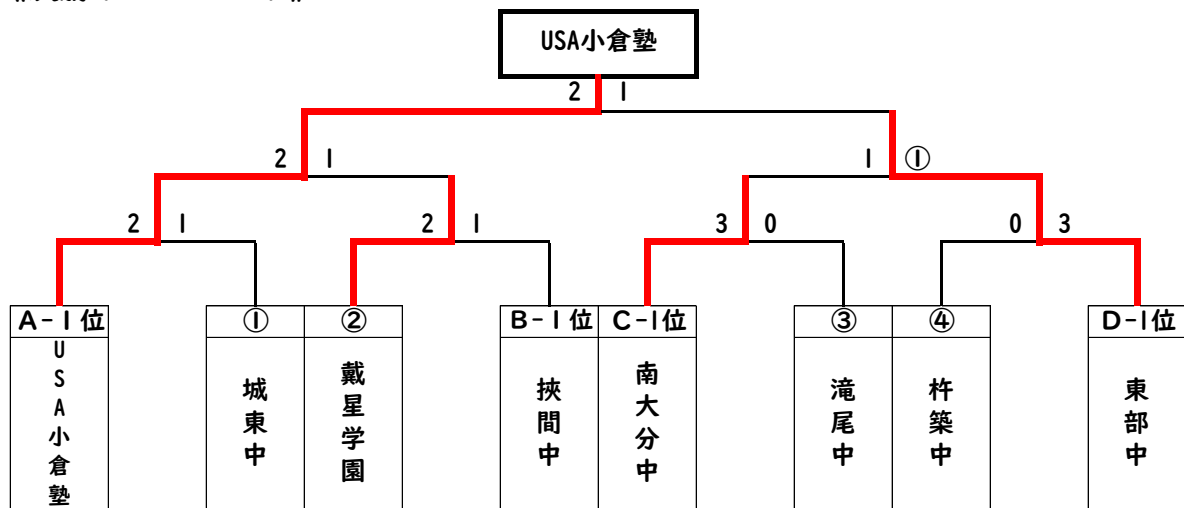 USA小倉塾
2 1
2 1 1 ①
2 1 2 1 3 0 0 3
A-1位 ① ② B-1位 C-1位 ③ ④ D-1位
USA小倉塾
城東中
戴星学園
挾間中
南大分中
滝尾中
杵築中
東部中